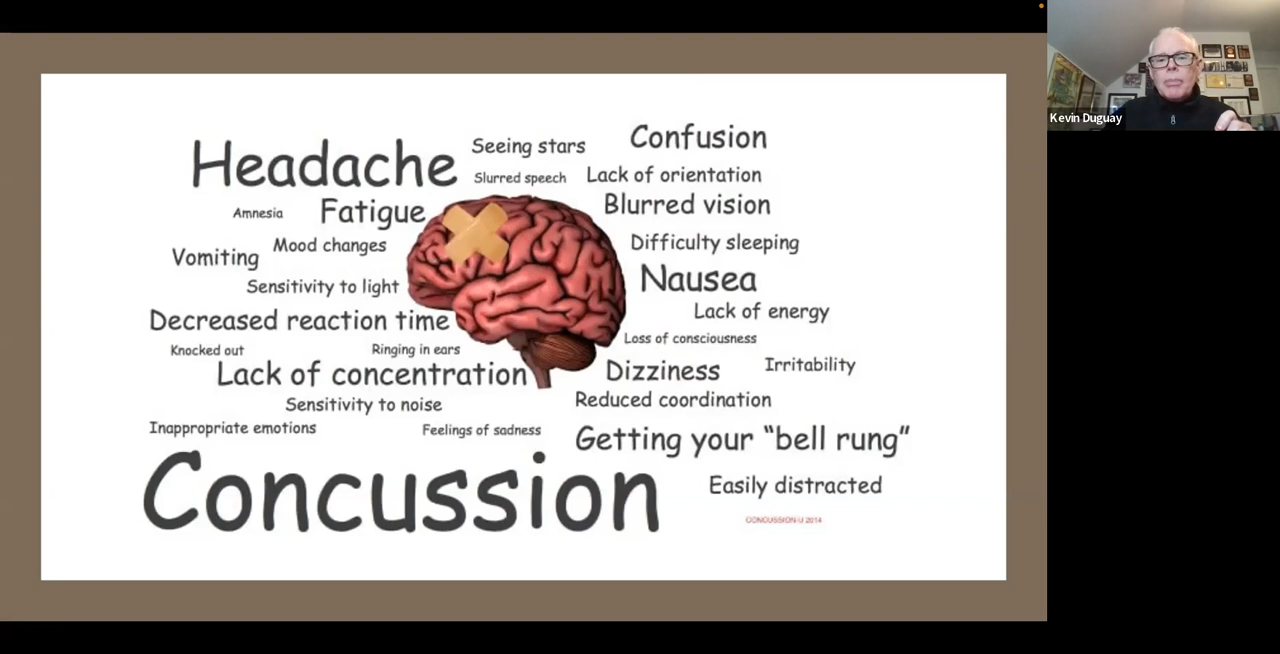 Kevin Duguay
Headache
Seeing stars
Confusion
Slurred speech
Lack of orientation
Amnesia
Fatigue
Blurred vision
Mood changes
Difficulty sleeping
Vomiting
Sensitivity to light
Nausea
Lack of energy
Decreased reaction time
Loss of consciousness
Knocked out
Ringing in ears
Irritability
Lack of concentration
Dizziness
Sensitivity to noise
Reduced coordination
Inappropriate emotions
Feelings of sadness
Getting your “bell rung”
Concussion
Easily distracted
CONCUSSION U 2014